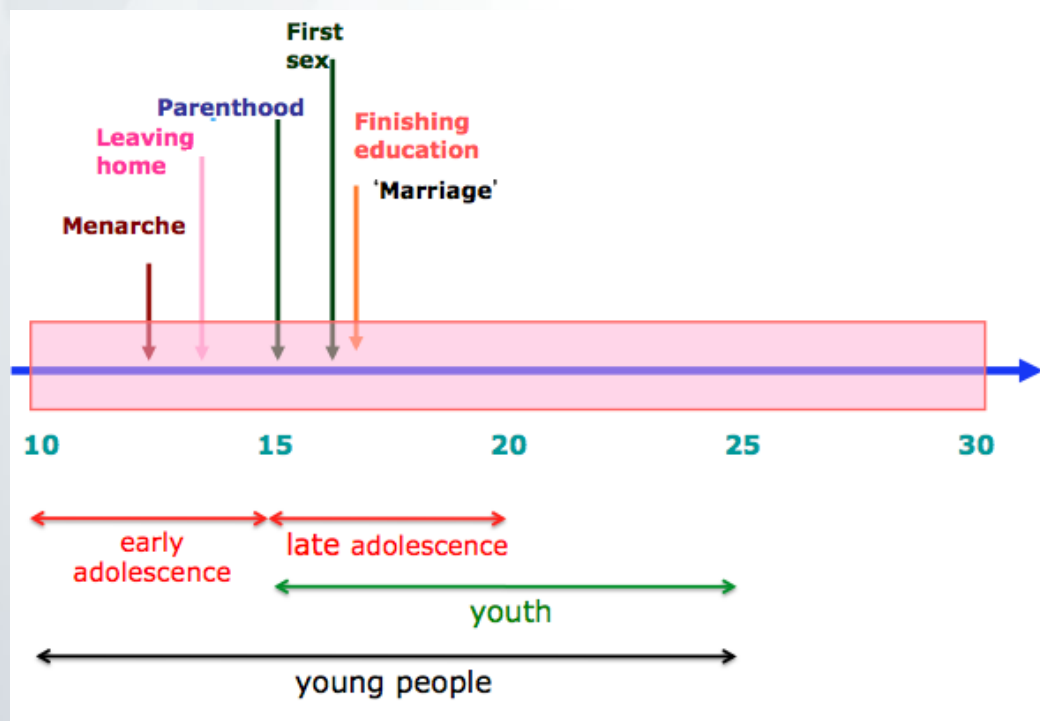 First
sex
Parenthood
Leaving
home
Finishing
education
‘Marriage’
Menarche
10 15 20 25 30
early
adolescence
late adolescence
youth
young people